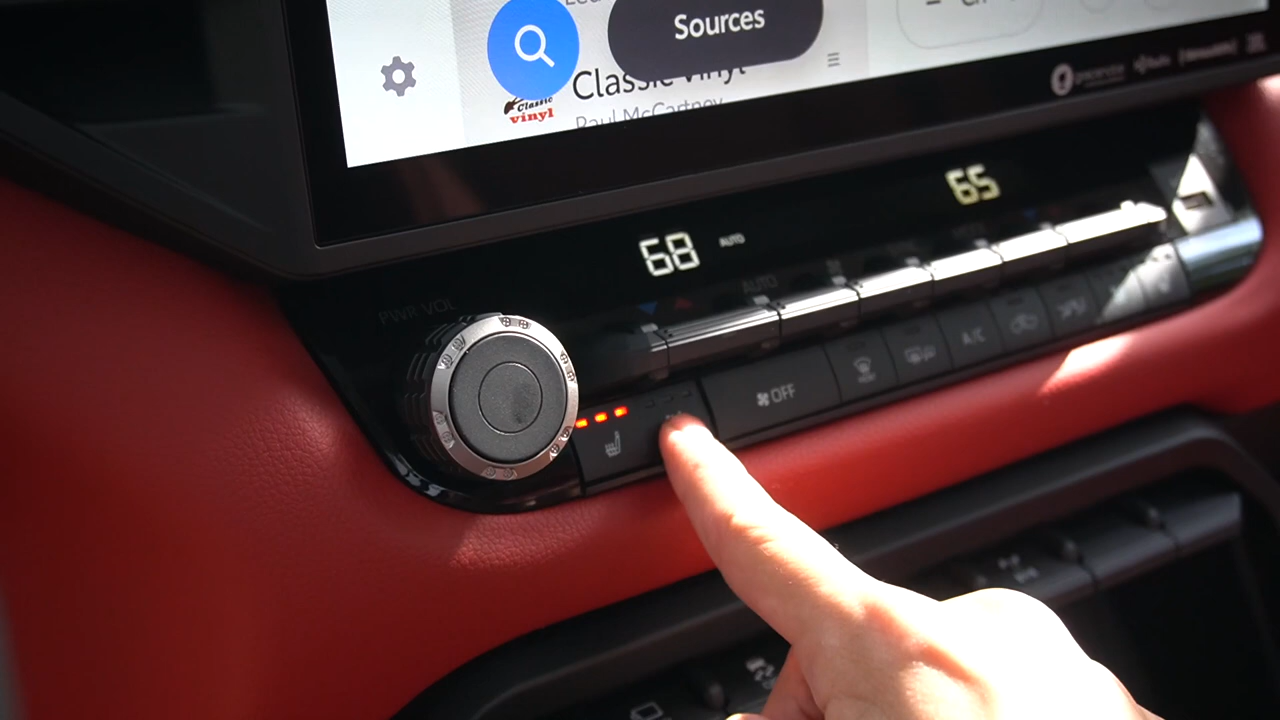 Sources
Classic Vinyl
Paul McCartney
Classic
vinyl
65
68 AUTO
AUTO
PWR VOL
OFF
A/C